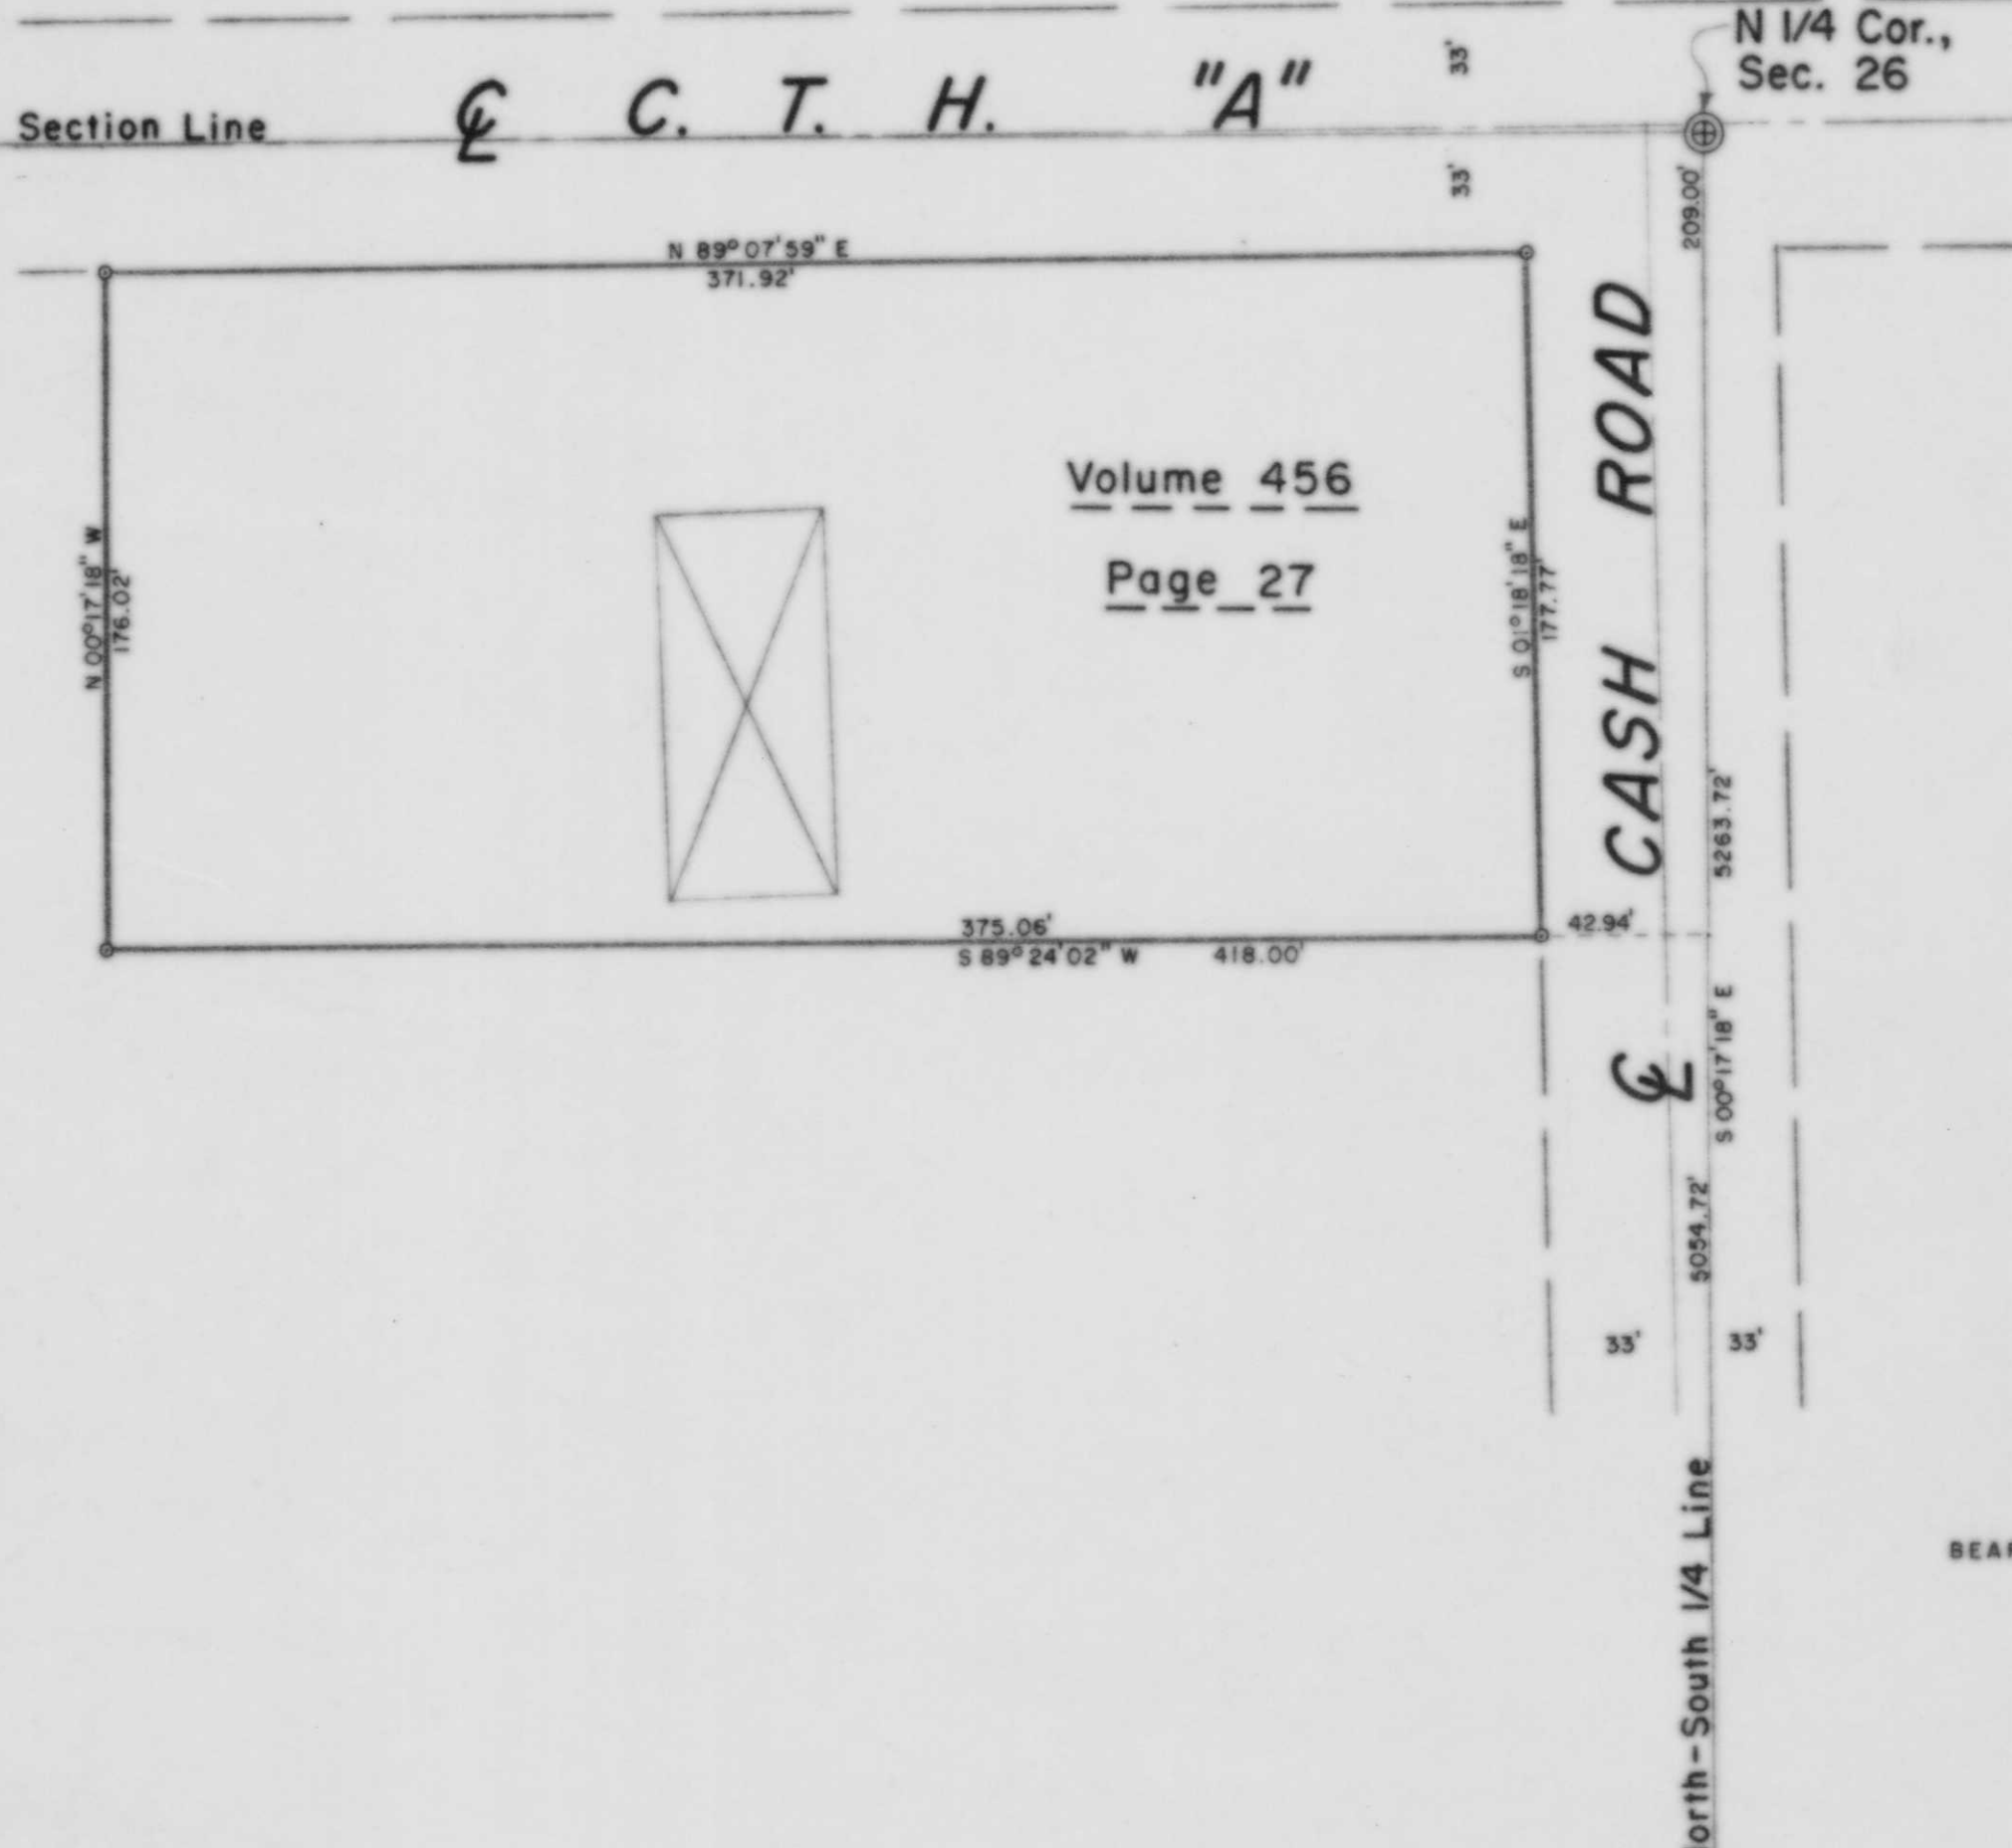 N 1/4 Cor.,
Sec. 26
33'
Section Line
℄ C. T. H. "A"
33'
209.00'
N 89° 07' 59" E
371.92'
N 00° 17' 18" W
176.02'
Volume 456
Page 27
S 01° 18' 18" E
177.77'
℄ CASH ROAD
5263.72'
375.06'
S 89° 24' 02" W 418.00'
42.94'
S 00° 17' 18" E
5054.72'
33'
33'
orth-South 1/4 Line
BEA